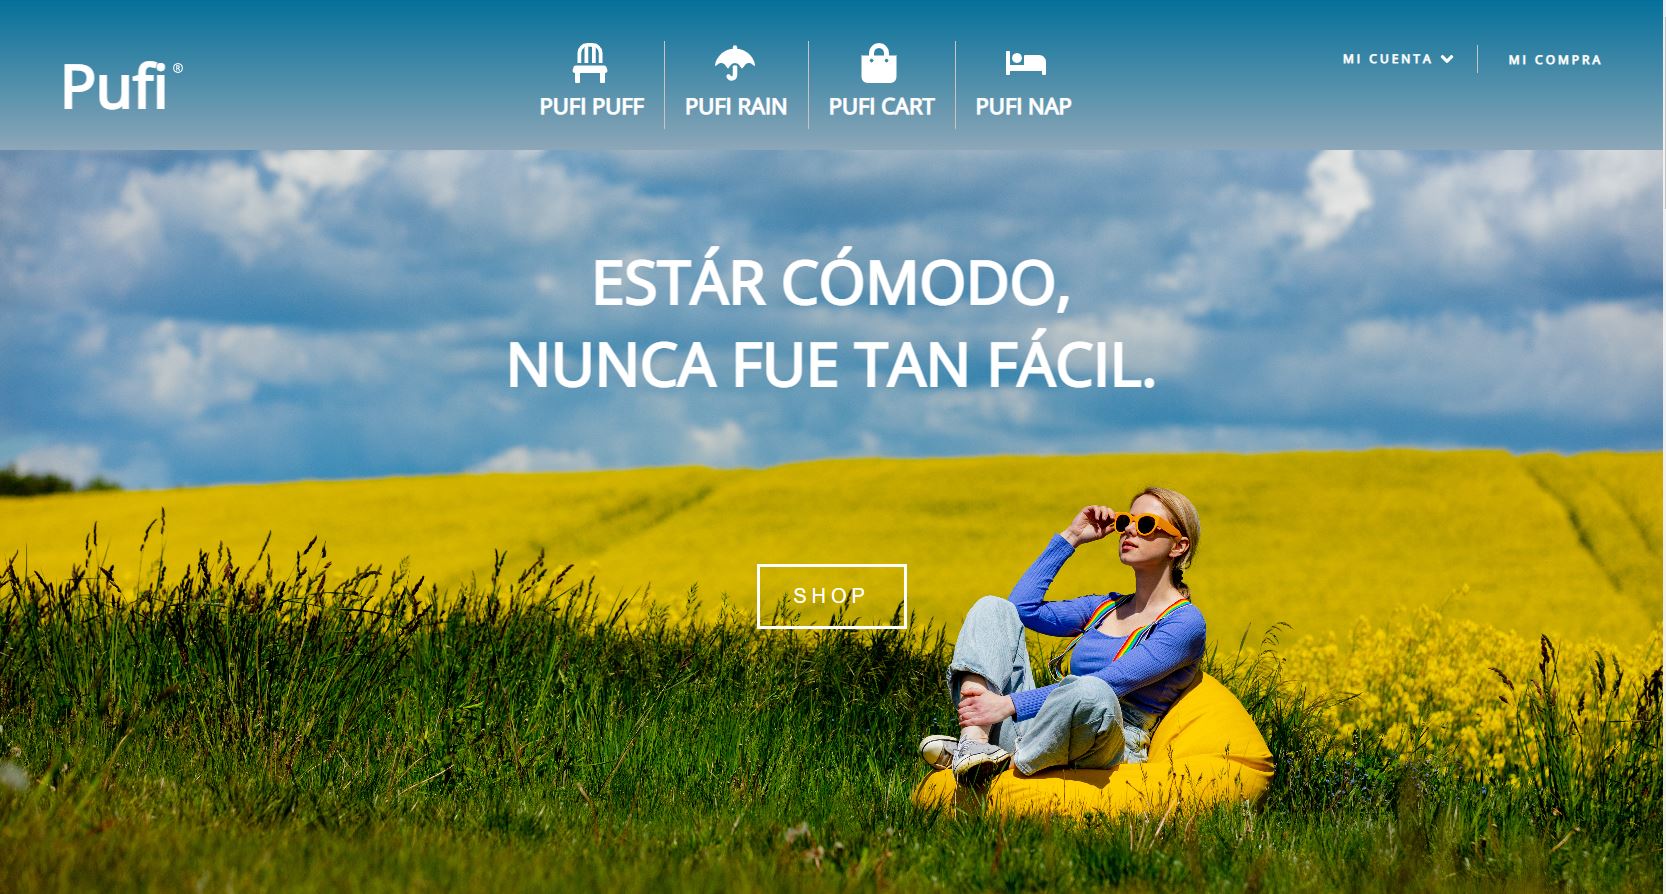 Pufi ®
PUFI PUFF
PUFI RAIN
PUFI CART
PUFI NAP
MI CUENTA
MI COMPRA
ESTÁR CÓMODO,
NUNCA FUE TAN FÁCIL.
SHOP